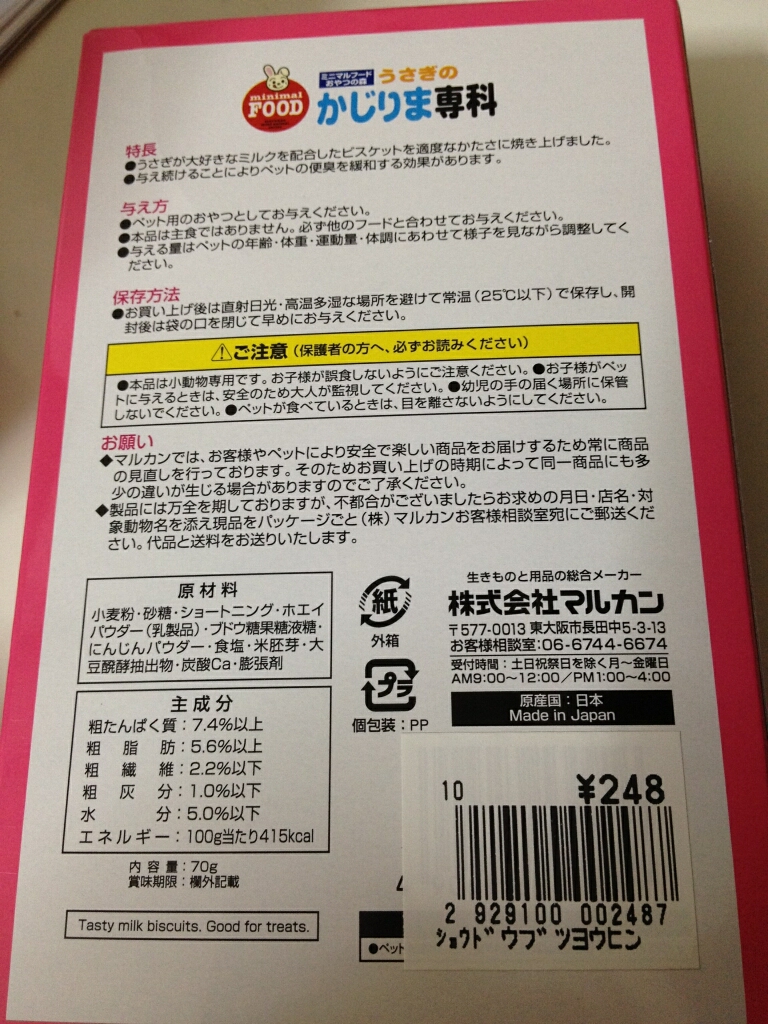 minimal
FOOD
ミニマルフード
おやつの森
うさぎの
かじりま専科
特長
●うさぎが大好きなミルクを配合したビスケットを適度なかたさに焼き上げました。
●与え続けることによりペットの便臭を緩和する効果があります。
与え方
●ペット用のおやつとしてお与えください。
●本品は主食ではありません。必ず他のフードと合わせてお与えください。
●与える量はペットの年齢・体重・運動量・体調にあわせて様子を見ながら調整してく
ださい。
保存方法
●お買い上げ後は直射日光・高温多湿な場所を避けて常温(25℃以下)で保存し、開
封後は袋の口を閉じて早めにお与えください。
⚠ご注意(保護者の方へ、必ずお読みください)
●本品は小動物専用です。お子様が誤食しないようにご注意ください。●お子様がペッ
トに与えるときは、安全のため大人が監視してください。●幼児の手の届く場所に保管
しないでください。●ペットが食べているときは、目を離さないようにしてください。
お願い
◆マルカンでは、お客様やペットにより安全で楽しい商品をお届けするため常に商品
の見直しを行っております。そのためお買い上げの時期によって同一商品にも多
少の違いが生じる場合がありますのでご了承ください。
◆製品には万全を期しておりますが、不都合がございましたらお求めの月日・店名・対
象動物名を添え現品をパッケージごと(株)マルカンお客様相談室宛にご郵送くだ
さい。代品と送料をお送りいたします。
原材料
小麦粉・砂糖・ショートニング・ホエイ
パウダー(乳製品)・ブドウ糖果糖液糖・
にんじんパウダー・食塩・米胚芽・大
豆醗酵抽出物・炭酸Ca・膨張剤
主成分
粗たんぱく質:7.4%以上
粗脂肪:5.6%以上
粗繊維:2.2%以下
粗灰分:1.0%以下
水分:5.0%以下
エネルギー:100g当たり415kcal
内容量:70g
賞味期限:欄外記載
Tasty milk biscuits. Good for treats.
紙
外箱
プラ
個包装:PP
生きものと用品の総合メーカー
株式会社マルカン
〒577-0013 東大阪市長田中5-3-13
お客様相談室:06-6744-6674
受付時間:土日祝祭日を除く月~金曜日
AM9:00~12:00/PM1:00~4:00
原産国:日本
Made in Japan
10
¥248
2 929100 002487
ショウドウブツヨウヒン
●ペット